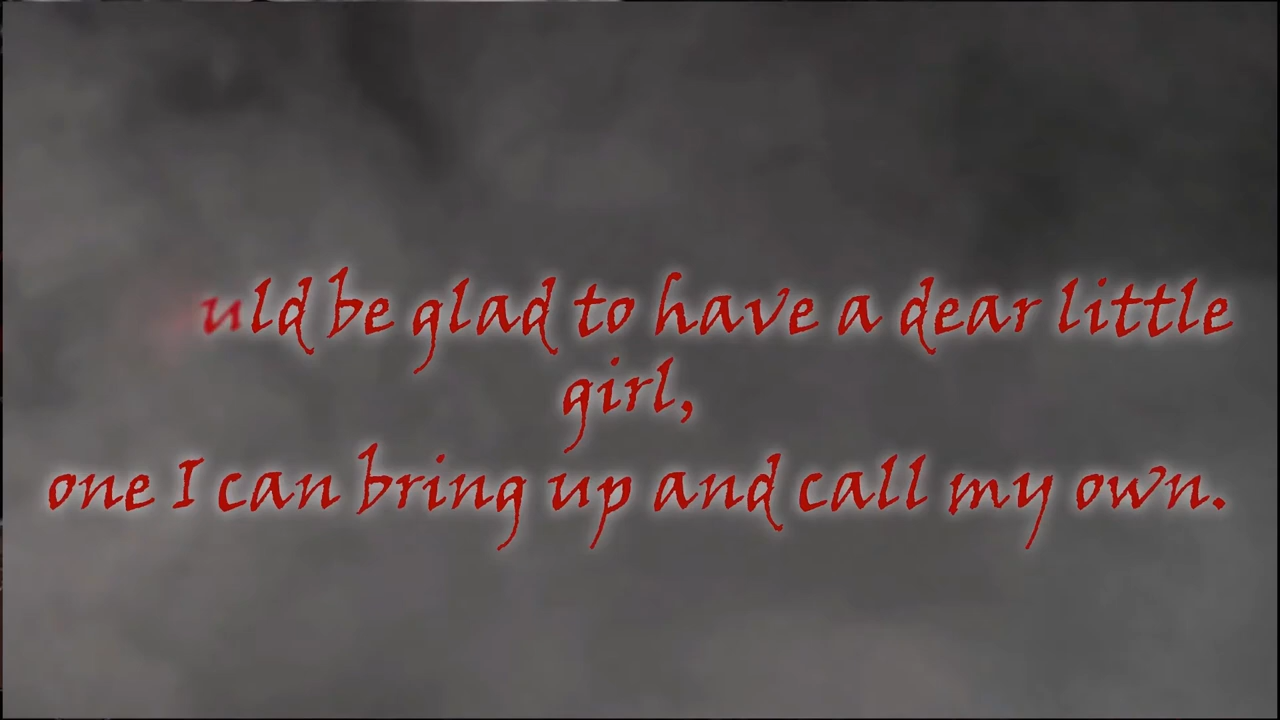 uld be glad to have a dear little
girl,
one I can bring up and call my own.